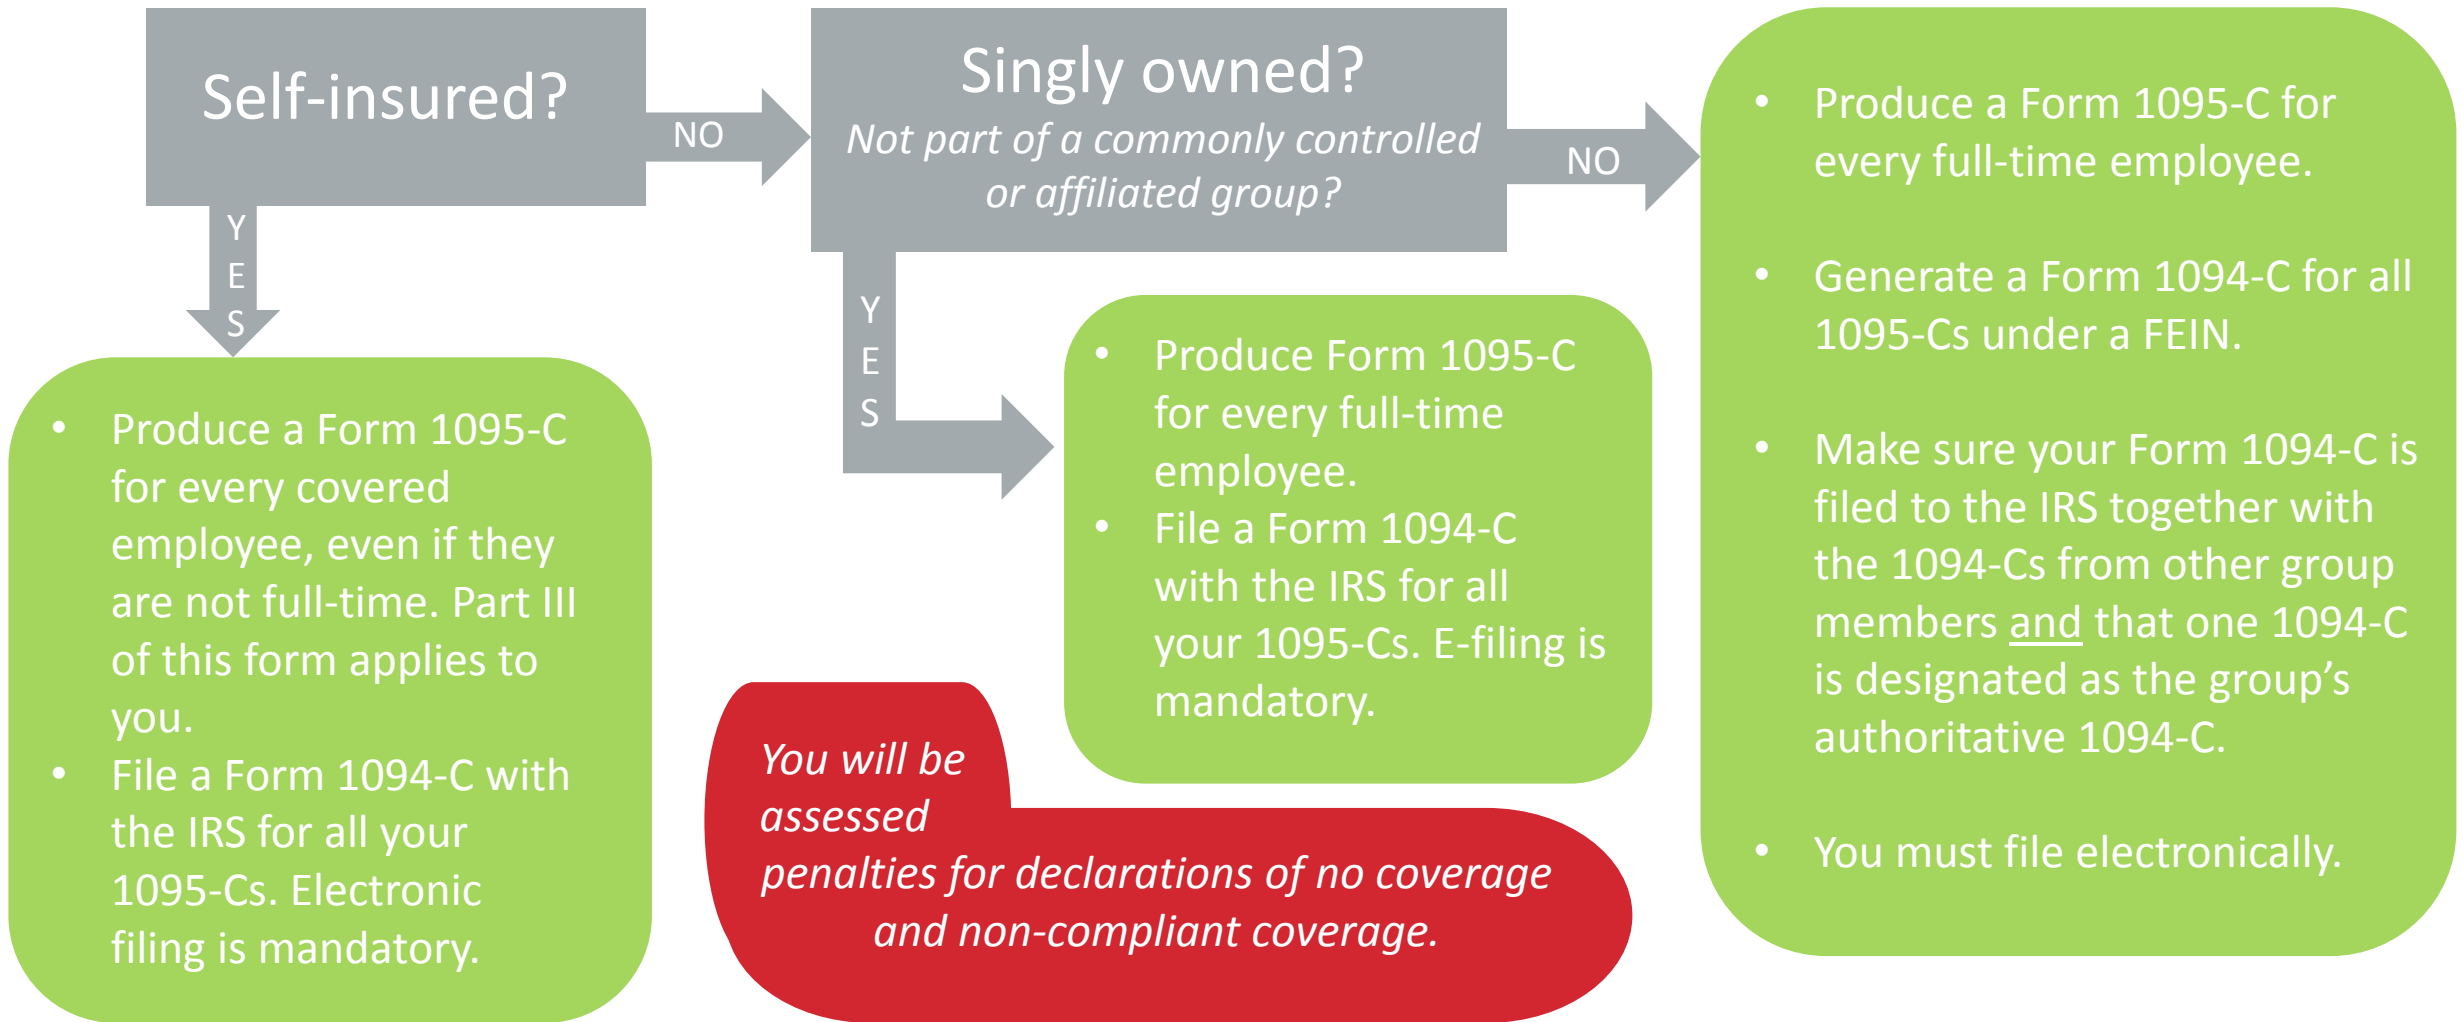 Self-insured?
NO
Singly owned?
Not part of a commonly controlled
or affiliated group?
NO
YES
• Produce a Form 1095-C
for every covered
employee, even if they
are not full-time. Part III
of this form applies to
you.
• File a Form 1094-C with
the IRS for all your
1095-Cs. Electronic
filing is mandatory.
YES
• Produce Form 1095-C
for every full-time
employee.
• File a Form 1094-C
with the IRS for all
your 1095-Cs. E-filing is
mandatory.
You will be
assessed
penalties for declarations of no coverage
and non-compliant coverage.
• Produce a Form 1095-C for
every full-time employee.
• Generate a Form 1094-C for all
1095-Cs under a FEIN.
• Make sure your Form 1094-C is
filed to the IRS together with
the 1094-Cs from other group
members and that one 1094-C
is designated as the group’s
authoritative 1094-C.
• You must file electronically.